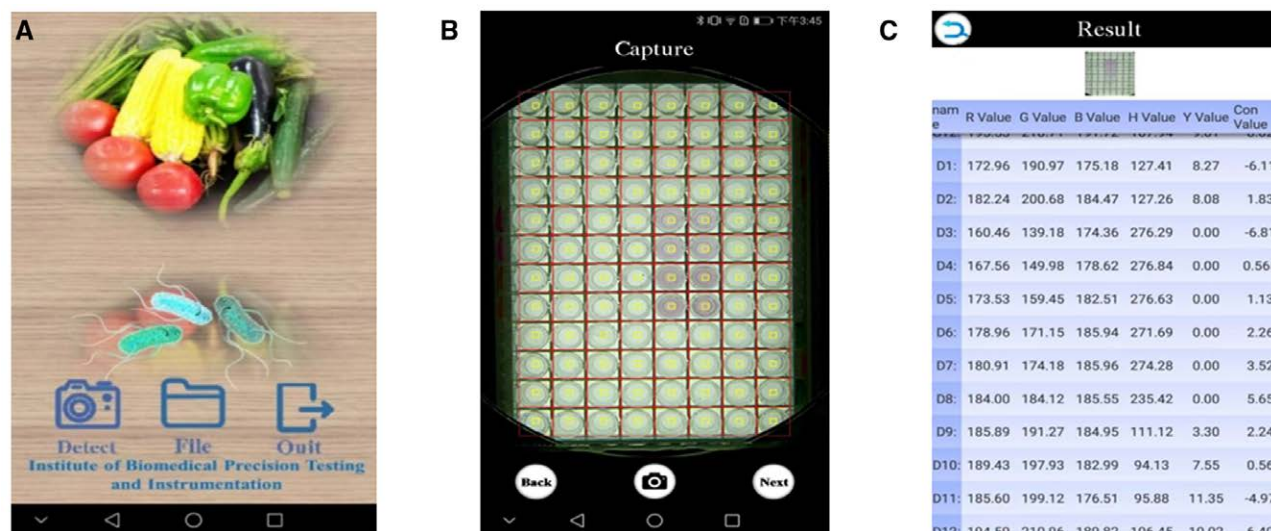 A
Detect File Quit
Institute of Biomedical Precision Testing
and Instrumentation
B
下午3:45
Capture
Back Next
C
Result
nam
e R Value G Value B Value H Value Y Value Con
Value
D1: 172.96 190.97 175.18 127.41 8.27 -6.11
D2: 182.24 200.68 184.47 127.26 8.08 1.83
D3: 160.46 139.18 174.36 276.29 0.00 -6.81
D4: 167.56 149.98 178.62 276.84 0.00 0.56
D5: 173.53 159.45 182.51 276.63 0.00 1.13
D6: 178.96 171.15 185.94 271.69 0.00 2.26
D7: 180.91 174.18 185.96 274.28 0.00 3.52
D8: 184.00 184.12 185.55 235.42 0.00 5.65
D9: 185.89 191.27 184.95 111.12 3.30 2.24
D10: 189.43 197.93 182.99 94.13 7.55 0.56
D11: 185.60 199.12 176.51 95.88 11.35 -4.97